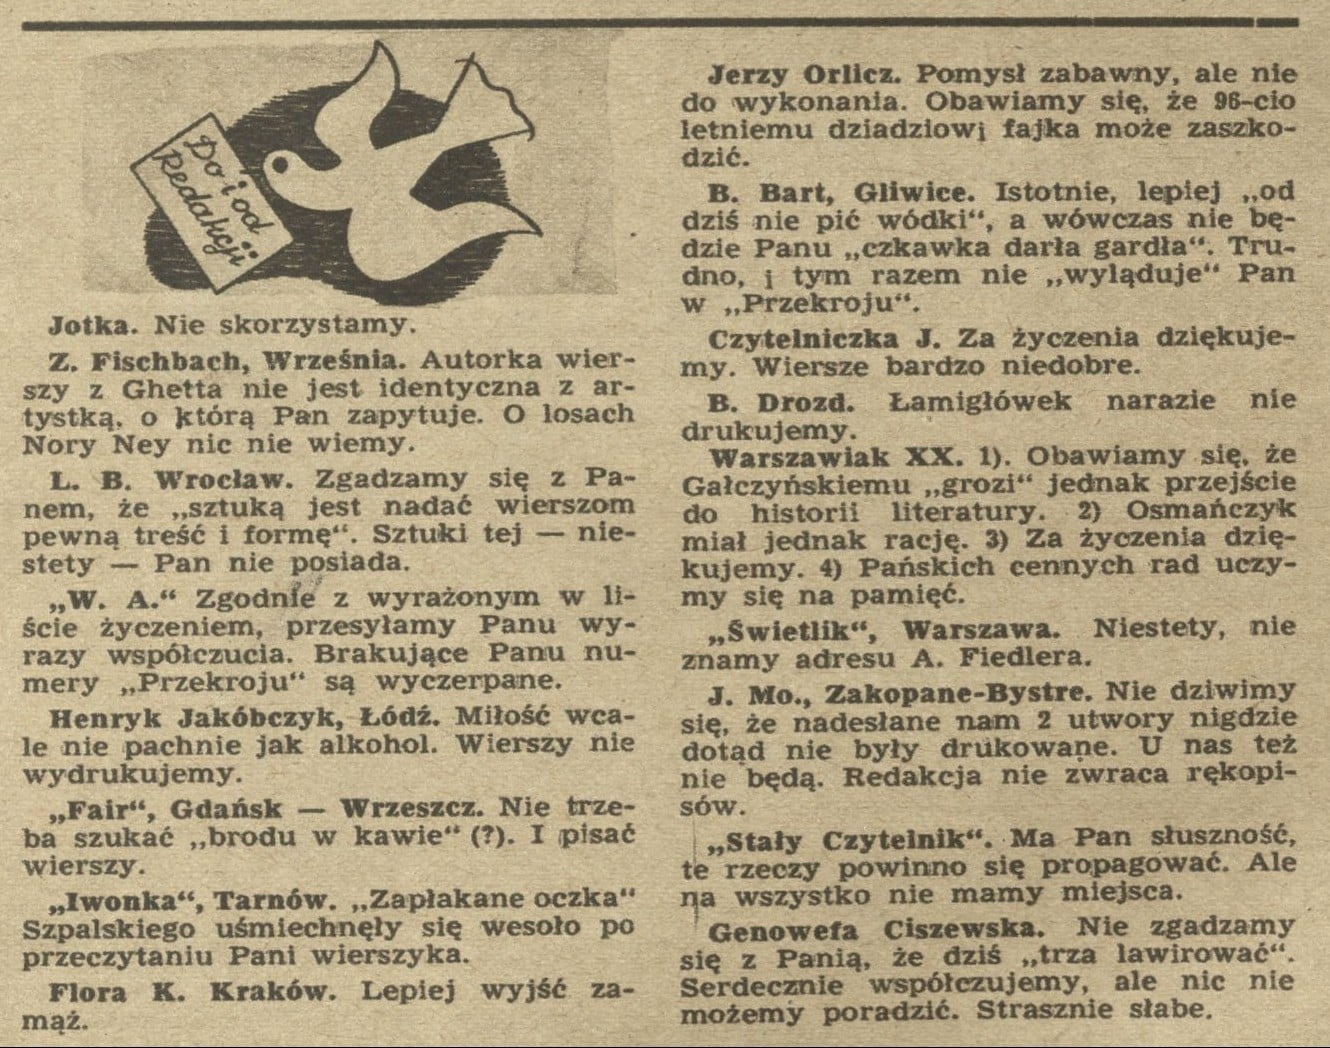 Do i od
Redakcji
Jotka. Nie skorzystamy.
Z. Fischbach, Września. Autorka wier-
szy z Ghetta nie jest identyczna z ar-
tystką, o którą Pan zapytuje. O losach
Nory Ney nic nie wiemy.
L. B. Wrocław. Zgadzamy się z Pa-
nem, że „sztuką jest nadać wierszom
pewną treść i formę“. Sztuki tej — nie-
stety — Pan nie posiada.
„W. A.“ Zgodnie z wyrażonym w li-
ście życzeniem, przesyłamy Panu wy-
razy współczucia. Brakujące Panu nu-
mery „Przekroju“ są wyczerpane.
Henryk Jakóbczyk, Łódź. Miłość wca-
le nie pachnie jak alkohol. Wierszy nie
wydrukujemy.
„Fair“, Gdańsk — Wrzeszcz. Nie trze-
ba szukać „brodu w kawie“ (?). I pisać
wierszy.
„Iwonka“, Tarnów. „Zapłakane oczka“
Szpalskiego uśmiechnęły się wesoło po
przeczytaniu Pani wierszyka.
Flora K. Kraków. Lepiej wyjść za-
mąż.
Jerzy Orlicz. Pomysł zabawny, ale nie
do wykonania. Obawiamy się, że 96-cio
letniemu dziadziowi fajka może zaszko-
dzić.
B. Bart, Gliwice. Istotnie, lepiej „od
dziś nie pić wódki“, a wówczas nie bę-
dzie Panu „czkawka darła gardła“. Tru-
dno, i tym razem nie „wyląduje“ Pan
w „Przekroju“.
Czytelniczka J. Za życzenia dziękuje-
my. Wiersze bardzo niedobre.
B. Drozd. Łamigłówek narazie nie
drukujemy.
Warszawiak XX. 1). Obawiamy się, że
Gałczyńskiemu „grozi“ jednak przejście
do historii literatury. 2) Osmańczyk
miał jednak rację. 3) Za życzenia dzię-
kujemy. 4) Pańskich cennych rad uczy-
my się na pamięć.
„Świetlik“, Warszawa. Niestety, nie
znamy adresu A. Fiedlera.
J. Mo., Zakopane-Bystre. Nie dziwimy
się, że nadesłane nam 2 utwory nigdzie
dotąd nie były drukowane. U nas też
nie będą. Redakcja nie zwraca rękopi-
sów.
„Stały Czytelnik“. Ma Pan słuszność,
te rzeczy powinno się propagować. Ale
na wszystko nie mamy miejsca.
Genowefa Ciszewska. Nie zgadzamy
się z Panią, że dziś „trza lawirować“.
Serdecznie współczujemy, ale nic nie
możemy poradzić. Strasznie słabe.